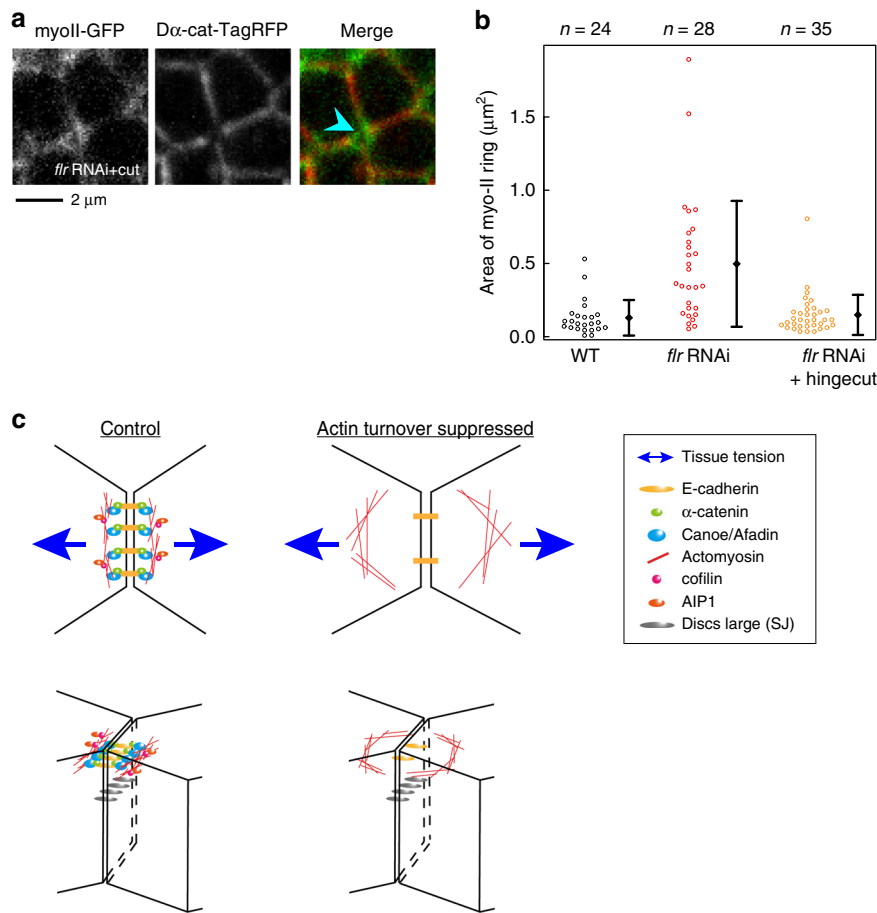 a
myoII-GFP
Dα-cat-TagRFP
Merge
flr RNAi+cut
2 μm
b
n = 24
n = 28
n = 35
Area of myo-II ring (μm²)
1.5
1.0
0.5
0.0
WT
flr RNAi
flr RNAi
+ hingecut
c
Control
Actin turnover suppressed
Tissue tension
E-cadherin
α-catenin
Canoe/Afadin
Actomyosin
cofilin
AIP1
Discs large (SJ)